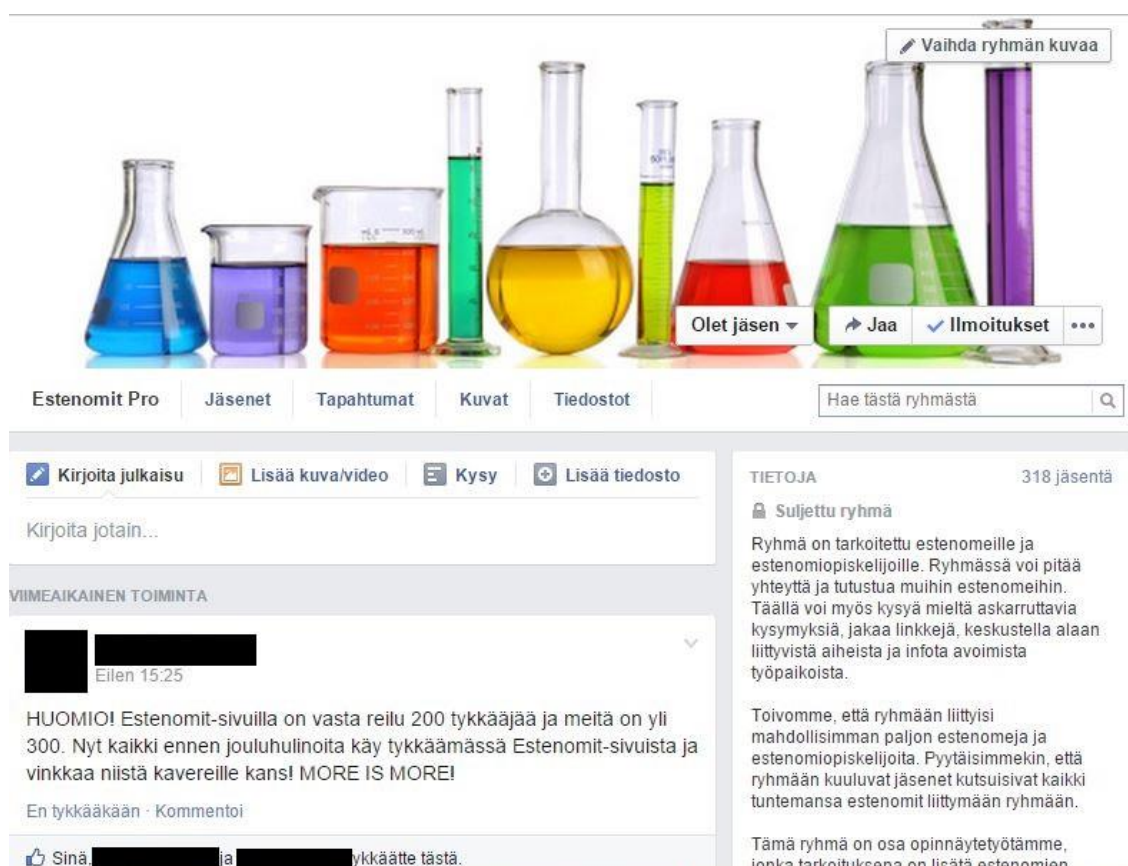 Vaihda ryhmän kuvaa
Olet jäsen
Jaa
Ilmoitukset
Estenomit Pro Jäsenet Tapahtumat Kuvat Tiedostot
Hae tästä ryhmästä
Kirjoita julkaisu Lisää kuva/video Kysy Lisää tiedosto
Kirjoita jotain...
VIIMEAIKAINEN TOIMINTA
Eilen 15:25
HUOMIO! Estenomit-sivuilla on vasta reilu 200 tykkääjää ja meitä on yli
300. Nyt kaikki ennen jouluhulinoita käy tykkäämässä Estenomit-sivuista ja
vinkkaa niistä kavereille kans! MORE IS MORE!
En tykkääkään · Kommentoi
Sinä, ja ykkäätte tästä.
TIETOJA 318 jäsentä
Suljettu ryhmä
Ryhmä on tarkoitettu estenomeille ja
estenomiopiskelijoille. Ryhmässä voi pitää
yhteyttä ja tutustua muihin estenomeihin.
Täällä voi myös kysyä mieltä askarruttavia
kysymyksiä, jakaa linkkejä, keskustella alaan
liittyvistä aiheista ja infota avoimista
työpaikoista.
Toivomme, että ryhmään liittyisi
mahdollisimman paljon estenomeja ja
estenomiopiskelijoita. Pyytäisimmekin, että
ryhmään kuuluvat jäsenet kutsuisivat kaikki
tuntemansa estenomit liittymään ryhmään.
Tämä ryhmä on osa opinnäytetyötämme,
jonka tarkoituksena on lisätä estenomien